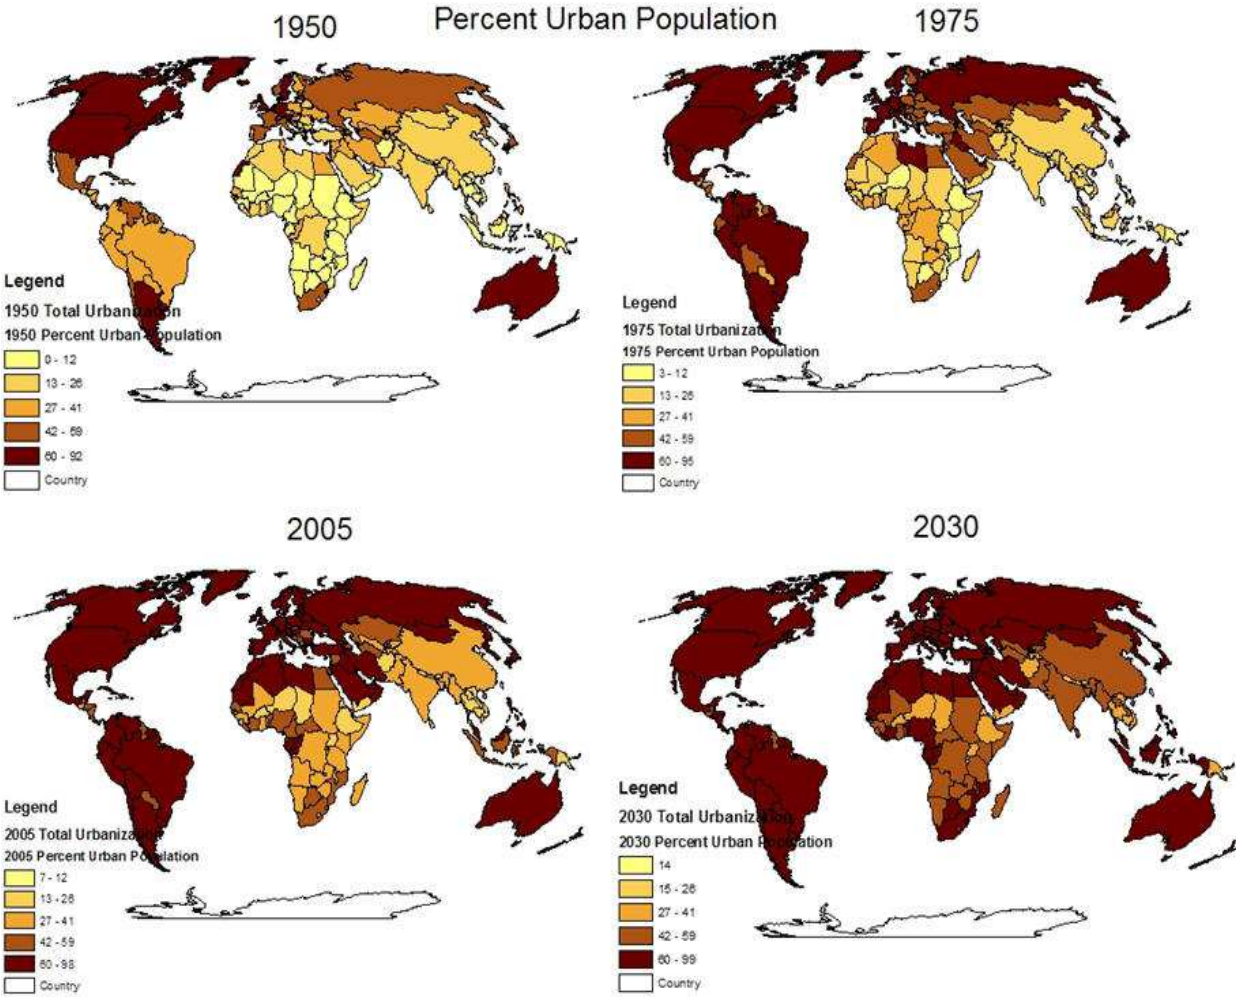 Percent Urban Population
1950
Legend
1950 Total Urbanization
1950 Percent Urban Population
0 - 12
13 - 26
27 - 41
42 - 59
60 - 92
Country
1975
Legend
1975 Total Urbanization
1975 Percent Urban Population
3 - 12
13 - 26
27 - 41
42 - 59
60 - 95
Country
2005
Legend
2005 Total Urbanization
2005 Percent Urban Population
7 - 12
13 - 26
27 - 41
42 - 59
60 - 98
Country
2030
Legend
2030 Total Urbanization
2030 Percent Urban Population
14
15 - 26
27 - 41
42 - 59
60 - 99
Country